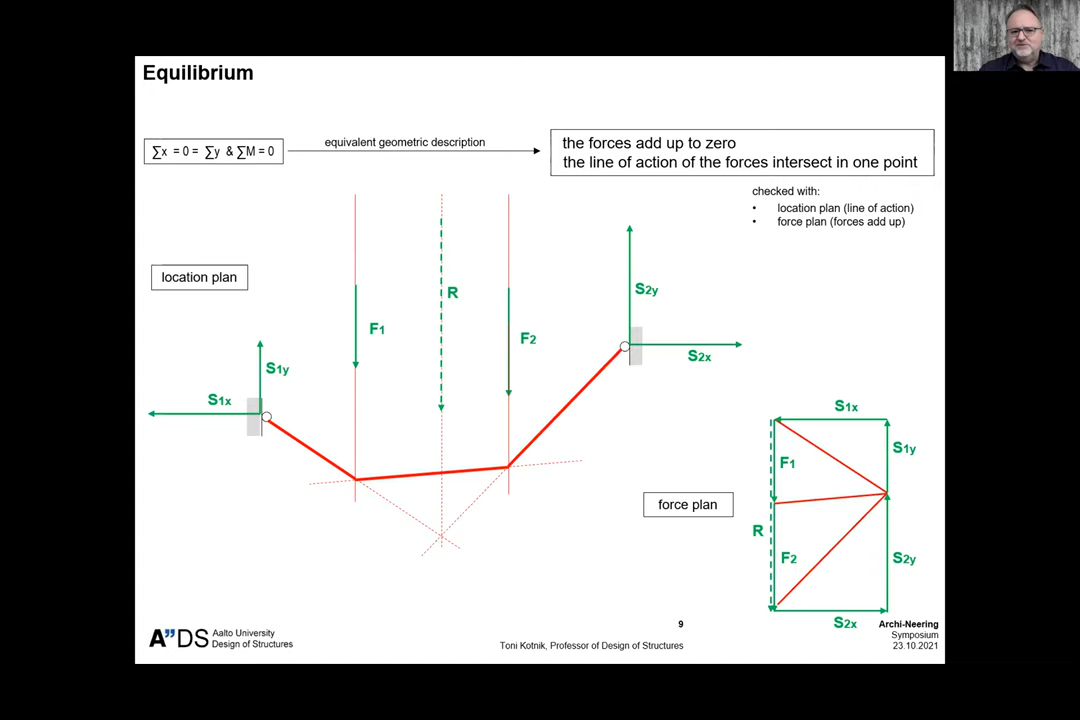 Equilibrium
∑x = 0 = ∑y & ∑M = 0
equivalent geometric description
the forces add up to zero
the line of action of the forces intersect in one point
checked with:
• location plan (line of action)
• force plan (forces add up)
location plan
R
S2y
F1
F2
S2x
S1y
S1x
S1x
F1
S1y
force plan
R
F2
S2y
S2x
A”DS
Aalto University
Design of Structures
9
Toni Kotnik, Professor of Design of Structures
Archi-Neering
Symposium
23.10.2021